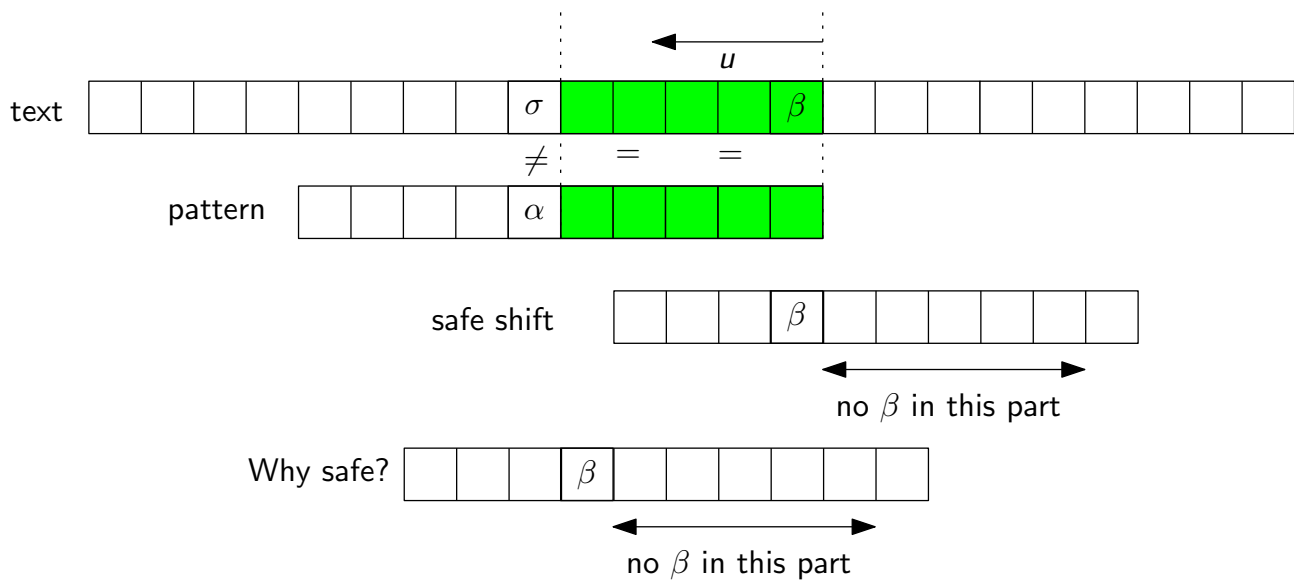 u
text σ β
≠ = =
pattern α
safe shift β
no β in this part
Why safe? β
no β in this part